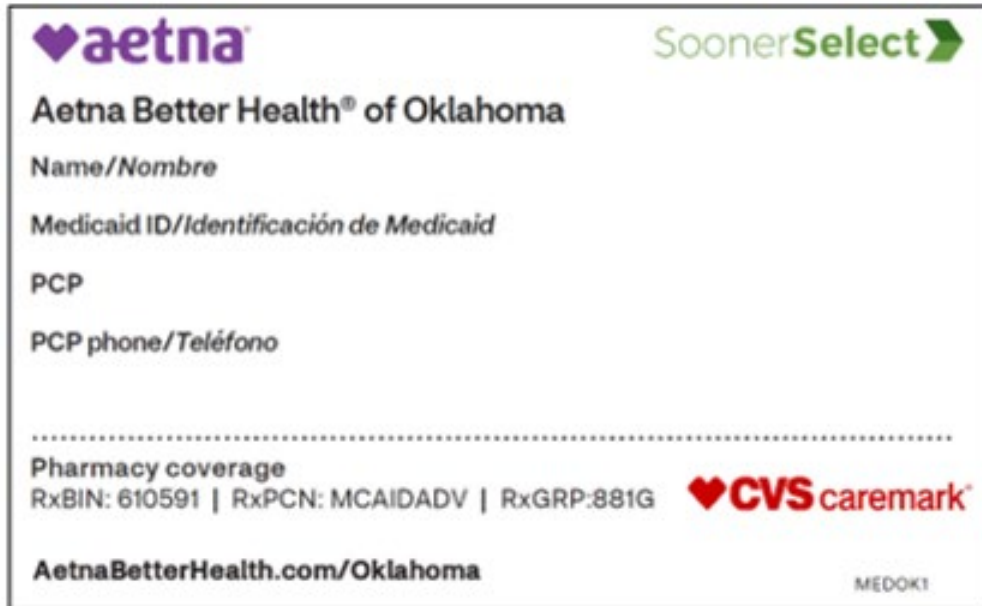 aetna®
SoonerSelect
Aetna Better Health® of Oklahoma
Name/Nombre
Medicaid ID/Identificación de Medicaid
PCP
PCP phone/Teléfono
Pharmacy coverage
RxBIN: 610591 | RxPCN: MCAIDADV | RxGRP:881G
CVS caremark®
AetnaBetterHealth.com/Oklahoma
MEDOK1